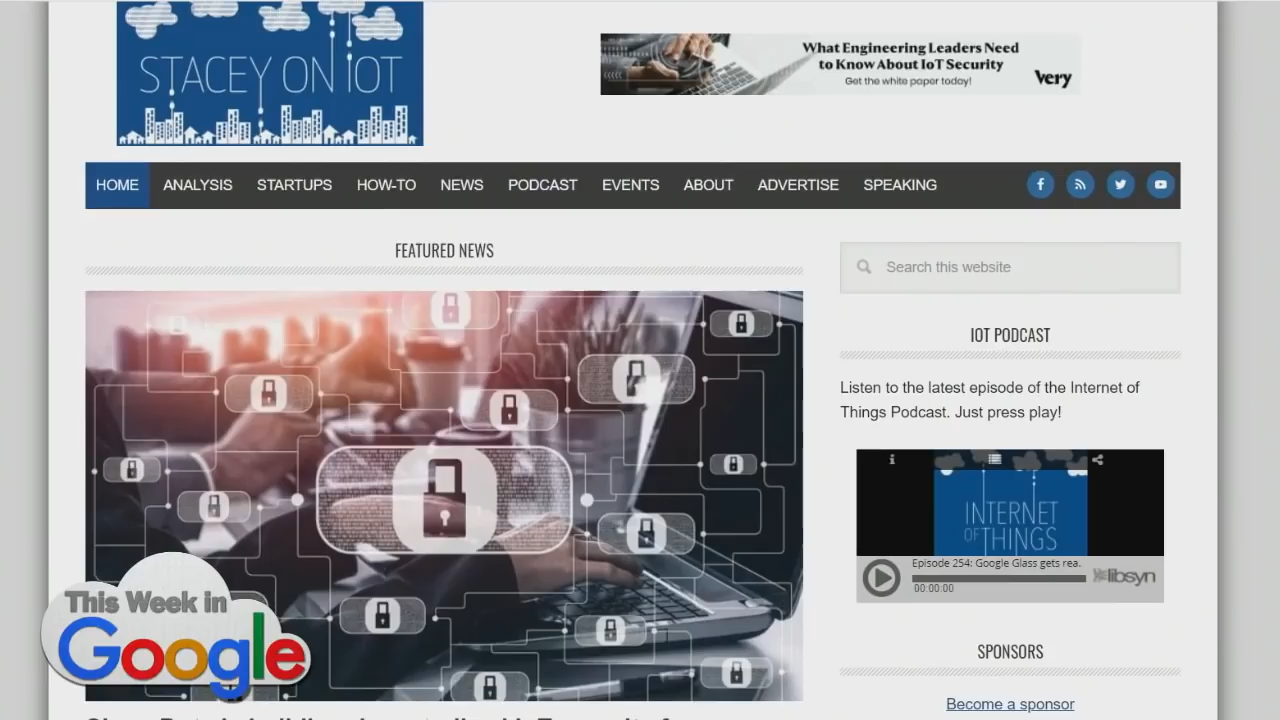 STACEY ON IOT
What Engineering Leaders Need
to Know About IoT Security
Get the white paper today!
Very
HOME ANALYSIS STARTUPS HOW-TO NEWS PODCAST EVENTS ABOUT ADVERTISE SPEAKING
FEATURED NEWS
Search this website
IOT PODCAST
Listen to the latest episode of the Internet of
Things Podcast. Just press play!
INTERNET
OF THINGS
Episode 254: Google Glass gets rea.
00:00:00
libsyn
SPONSORS
Become a sponsor
This Week in
Google